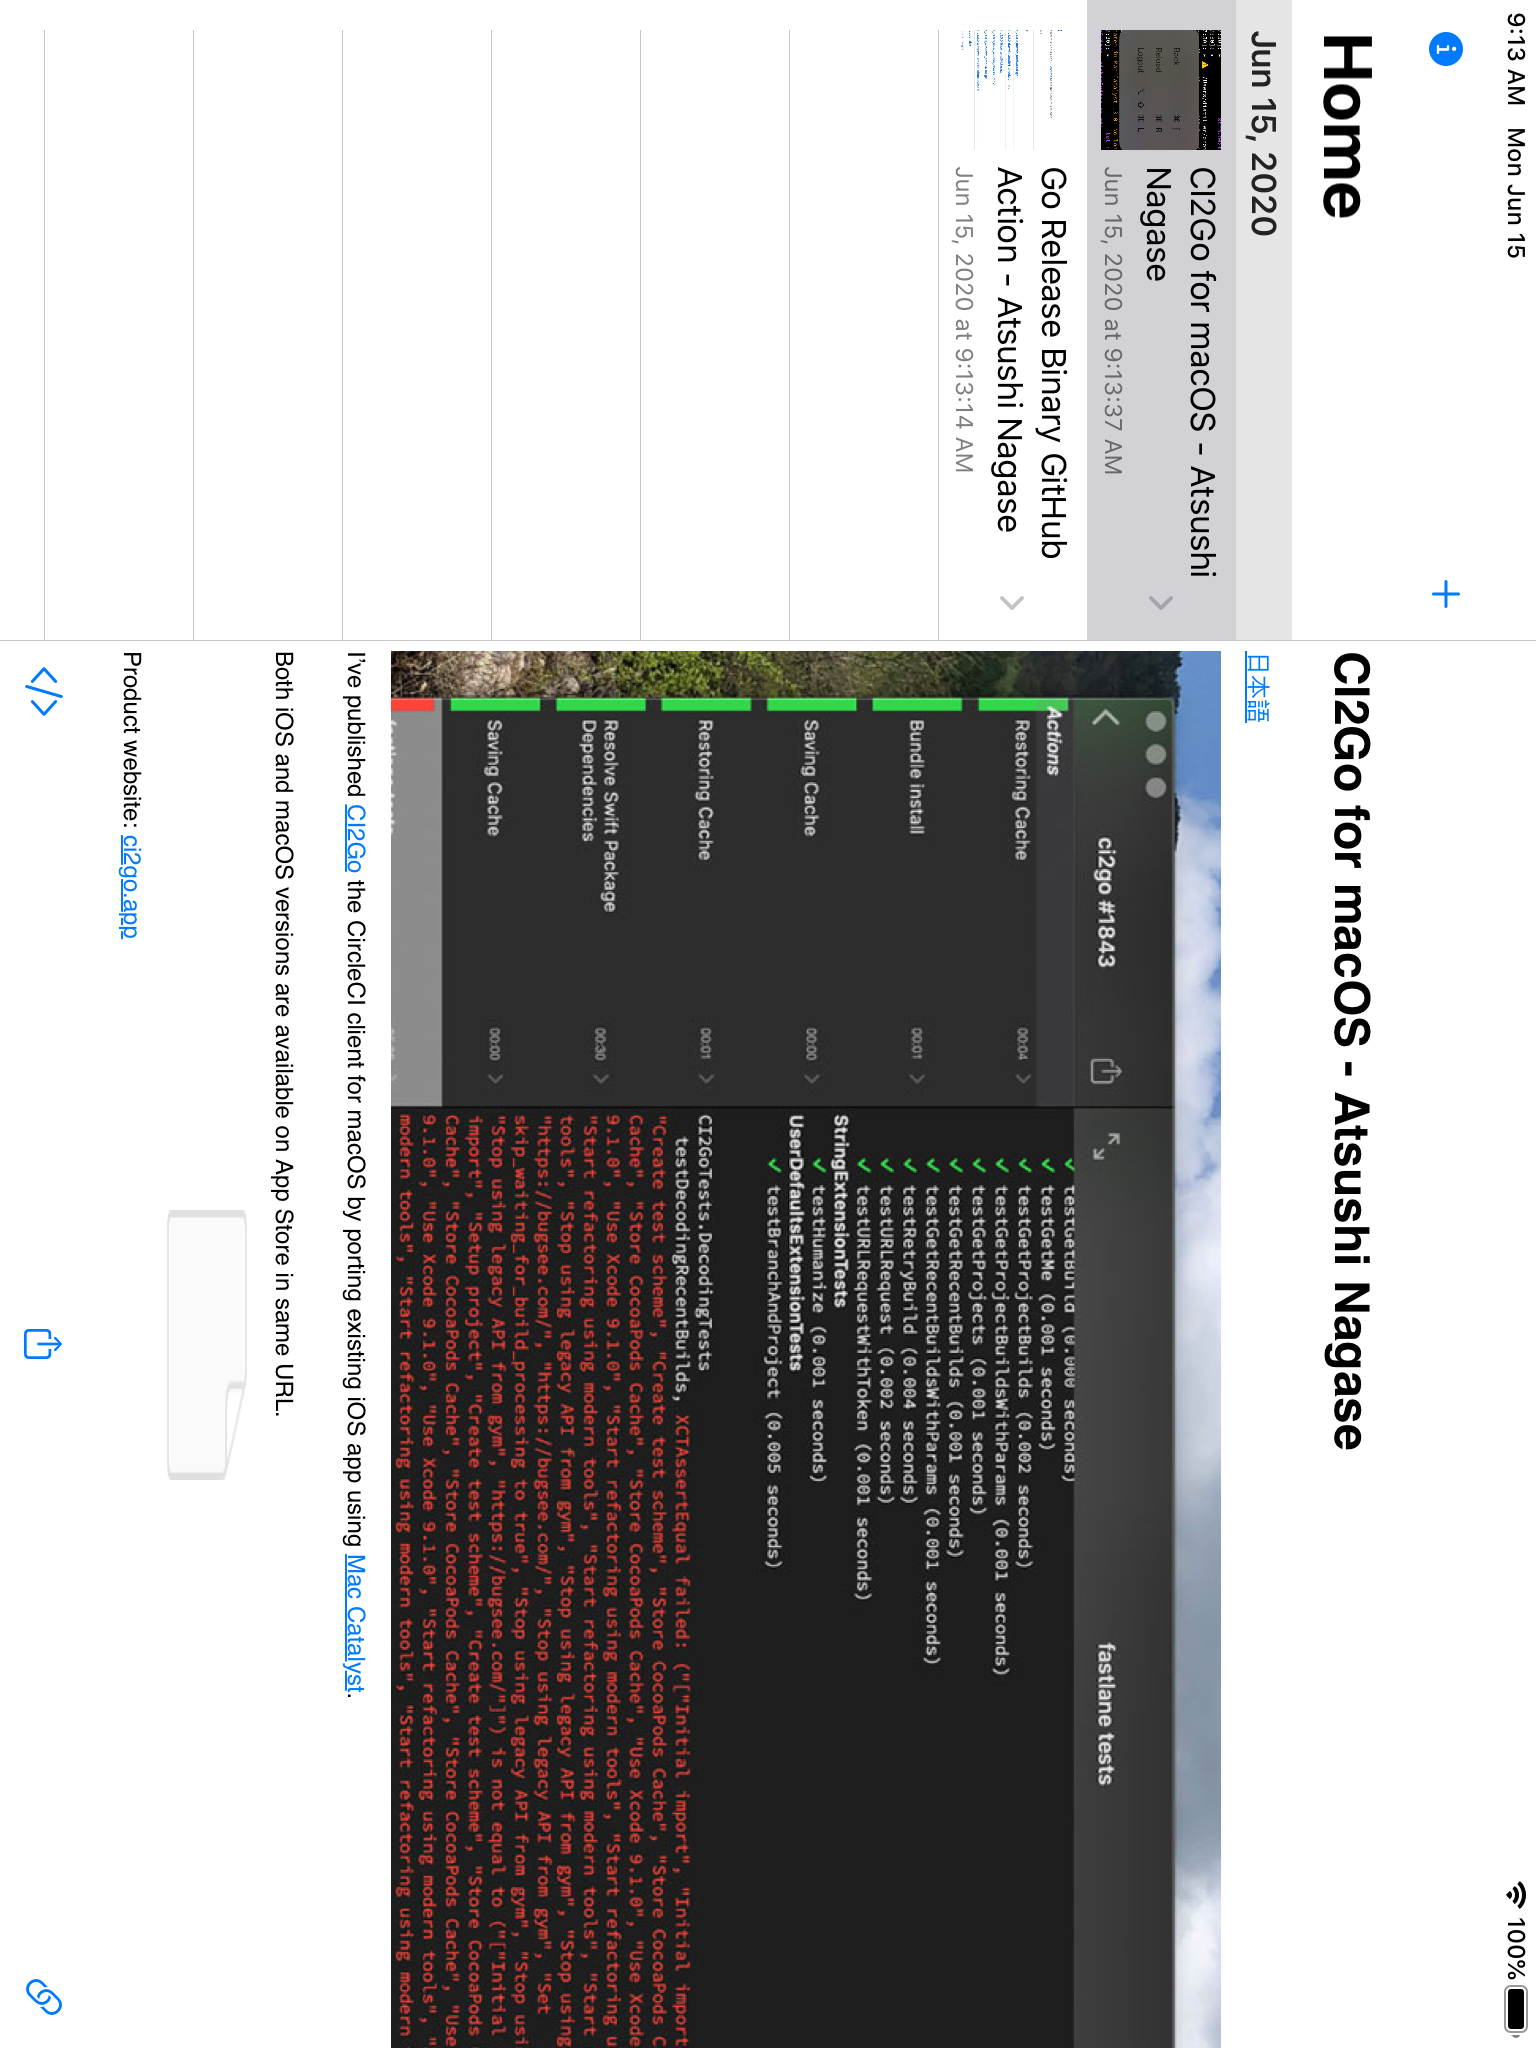 9:13 AM Mon Jun 15
100%
Home
Jun 15, 2020
CI2Go for macOS - Atsushi
Nagase
Jun 15, 2020 at 9:13:37 AM
Go Release Binary GitHub
Action - Atsushi Nagase
Jun 15, 2020 at 9:13:14 AM
Back ⌘ [
Reload ⌘ R
Logout ⌥ ⇧ ⌘ L
CI2Go for macOS - Atsushi Nagase
日本語
ci2go #1843
fastlane tests
Actions
Restoring Cache 00:04
Bundle install 00:01
Saving Cache 00:00
Restoring Cache 00:01
Resolve Swift Package
Dependencies 00:30
Saving Cache 00:00
✓ testGetBuild (0.000 seconds)
✓ testGetMe (0.001 seconds)
✓ testGetProjectBuilds (0.002 seconds)
✓ testGetProjectBuildsWithParams (0.001 seconds)
✓ testGetProjects (0.001 seconds)
✓ testGetRecentBuilds (0.001 seconds)
✓ testGetRecentBuildsWithParams (0.001 seconds)
✓ testRetryBuild (0.004 seconds)
✓ testURLRequest (0.002 seconds)
✓ testURLRequestWithToken (0.001 seconds)
StringExtensionTests
✓ testHumanize (0.001 seconds)
UserDefaultsExtensionTests
✓ testBranchAndProject (0.005 seconds)
CI2GoTests.DecodingTests
testDecodingRecentBuilds, XCTAssertEqual failed: ("["Initial import", "Initial import
"Create test scheme", "Create test scheme", "Store CocoaPods Cache", "Store CocoaPods C
Cache", "Store CocoaPods Cache", "Store CocoaPods Cache", "Use Xcode 9.1.0", "Use Xcode
9.1.0", "Use Xcode 9.1.0", "Start refactoring using modern tools", "Start refactoring u
"Start refactoring using modern tools", "Start refactoring using modern tools", "Start
tools", "Stop using legacy API from gym", "Stop using legacy API from gym", "Stop using
"https://bugsee.com/", "https://bugsee.com/", "Stop using legacy API from gym", "Set
skip_waiting_for_build_processing to true", "Stop using legacy API from gym", "Stop usi
"Stop using legacy API from gym", "https://bugsee.com/"]") is not equal to ("["Initial
import", "Setup project", "Create test scheme", "Create test scheme", "Store CocoaPods
Cache", "Store CocoaPods Cache", "Store CocoaPods Cache", "Store CocoaPods Cache", "Use
9.1.0", "Use Xcode 9.1.0", "Use Xcode 9.1.0", "Start refactoring using modern tools", "
modern tools", "Start refactoring using modern tools", "Start refactoring using modern
I've published CI2Go the CircleCI client for macOS by porting existing iOS app using Mac Catalyst.
Both iOS and macOS versions are available on App Store in same URL.
Product website: ci2go.app